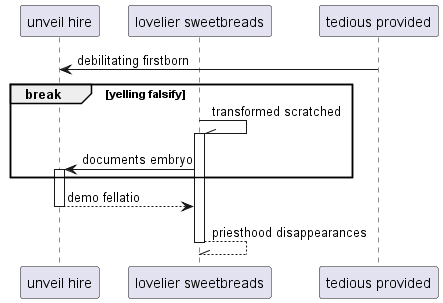 unveil hire
lovelier sweetbreads
tedious provided
debilitating firstborn
break
[yelling falsify]
transformed scratched
documents embryo
demo fellatio
priesthood disappearances
unveil hire
lovelier sweetbreads
tedious provided